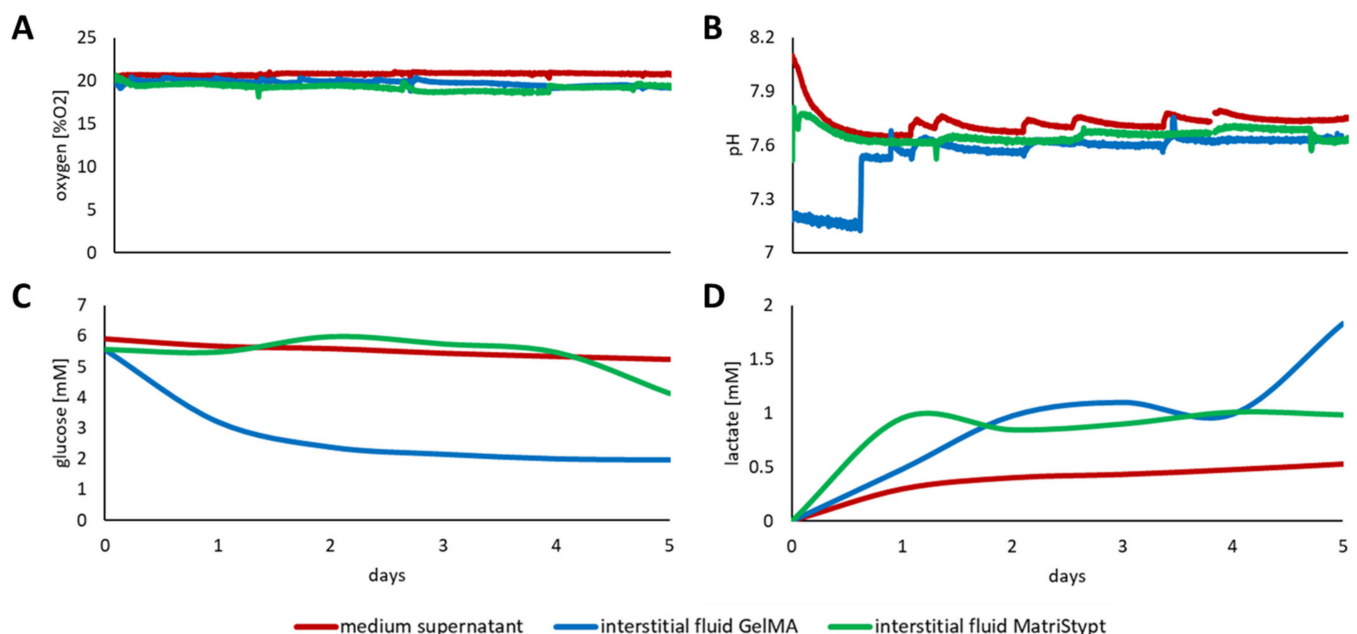 A
oxygen [%O2]
25
20
15
10
5
0
B
pH
8.2
7.9
7.6
7.3
7
C
glucose [mM]
7
6
5
4
3
2
1
0
0 1 2 3 4 5
days
D
lactate [mM]
2
1.5
1
0.5
0
0 1 2 3 4 5
days
medium supernatant interstitial fluid GelMA interstitial fluid MatriStypt